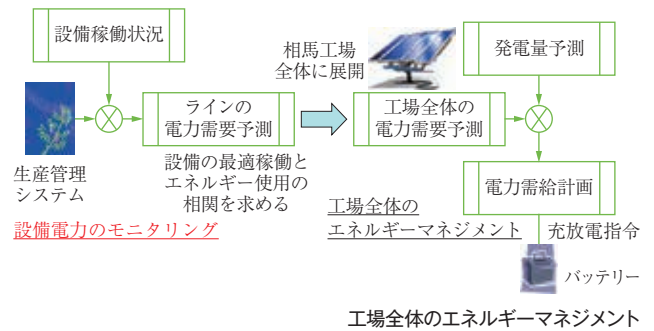 設備稼働状況
生産管理
システム
ラインの
電力需要予測
設備の最適稼働と
エネルギー使用の
相関を求める
設備電力のモニタリング
相馬工場
全体に展開
工場全体の
電力需要予測
発電量予測
電力需給計画
工場全体の
エネルギーマネジメント
充放電指令
バッテリー
工場全体のエネルギーマネジメント